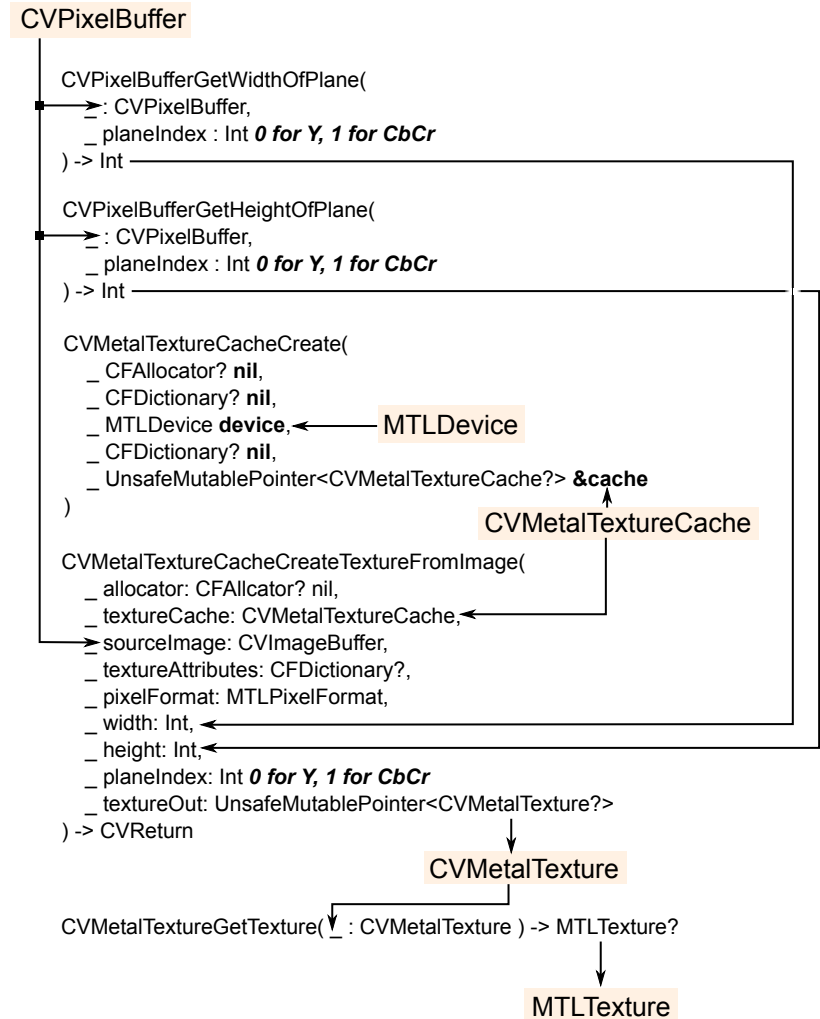 CVPixelBuffer
CVPixelBufferGetWidthOfPlane(
_: CVPixelBuffer,
_ planeIndex : Int 0 for Y, 1 for CbCr
) -> Int
CVPixelBufferGetHeightOfPlane(
_: CVPixelBuffer,
_ planeIndex : Int 0 for Y, 1 for CbCr
) -> Int
CVMetalTextureCacheCreate(
_ CFAllocator? nil,
_ CFDictionary? nil,
_ MTLDevice device,
MTLDevice
_ CFDictionary? nil,
_ UnsafeMutablePointer<CVMetalTextureCache?> &cache
)
CVMetalTextureCache
CVMetalTextureCacheCreateTextureFromImage(
_ allocator: CFAllcator? nil,
_ textureCache: CVMetalTextureCache,
_ sourceImage: CVImageBuffer,
_ textureAttributes: CFDictionary?,
_ pixelFormat: MTLPixelFormat,
_ width: Int,
_ height: Int,
_ planeIndex: Int 0 for Y, 1 for CbCr
_ textureOut: UnsafeMutablePointer<CVMetalTexture?>
) -> CVReturn
CVMetalTexture
CVMetalTextureGetTexture( _ : CVMetalTexture ) -> MTLTexture?
MTLTexture